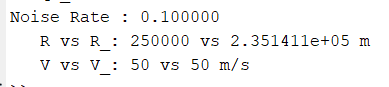 Noise Rate : 0.100000
R vs R_: 250000 vs 2.351411e+05 m
V vs V_: 50 vs 50 m/s